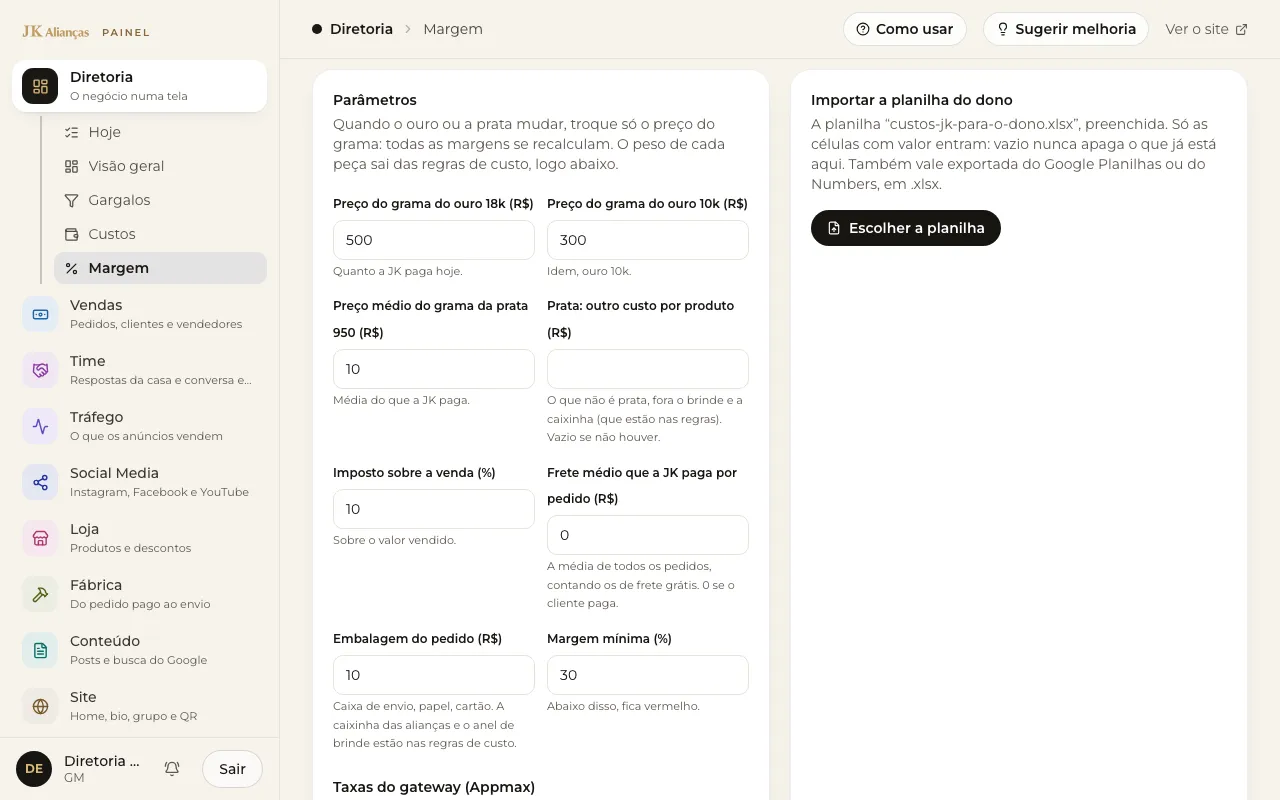 JK Alianças PAINEL
Diretoria
O negócio numa tela
Hoje
Visão geral
Gargalos
Custos
Margem
Vendas
Pedidos, clientes e vendedores
Time
Respostas da casa e conversa e...
Tráfego
O que os anúncios vendem
Social Media
Instagram, Facebook e YouTube
Loja
Produtos e descontos
Fábrica
Do pedido pago ao envio
Conteúdo
Posts e busca do Google
Site
Home, bio, grupo e QR
DE
Diretoria ...
GM
Sair
Diretoria
Margem
Como usar
Sugerir melhoria
Ver o site
Parâmetros
Quando o ouro ou a prata mudar, troque só o preço do
grama: todas as margens se recalculam. O peso de cada
peça sai das regras de custo, logo abaixo.
Preço do grama do ouro 18k (R$)
500
Quanto a JK paga hoje.
Preço do grama do ouro 10k (R$)
300
Idem, ouro 10k.
Preço médio do grama da prata
950 (R$)
10
Média do que a JK paga.
Prata: outro custo por produto
(R$)
O que não é prata, fora o brinde e a
caixinha (que estão nas regras).
Vazio se não houver.
Imposto sobre a venda (%)
10
Sobre o valor vendido.
Frete médio que a JK paga por
pedido (R$)
0
A média de todos os pedidos,
contando os de frete grátis. 0 se o
cliente paga.
Embalagem do pedido (R$)
10
Caixa de envio, papel, cartão. A
caixinha das alianças e o anel de
brinde estão nas regras de custo.
Margem mínima (%)
30
Abaixo disso, fica vermelho.
Taxas do gateway (Appmax)
Importar a planilha do dono
A planilha “custos-jk-para-o-dono.xlsx”, preenchida. Só as
células com valor entram: vazio nunca apaga o que já está
aqui. Também vale exportada do Google Planilhas ou do
Numbers, em .xlsx.
Escolher a planilha